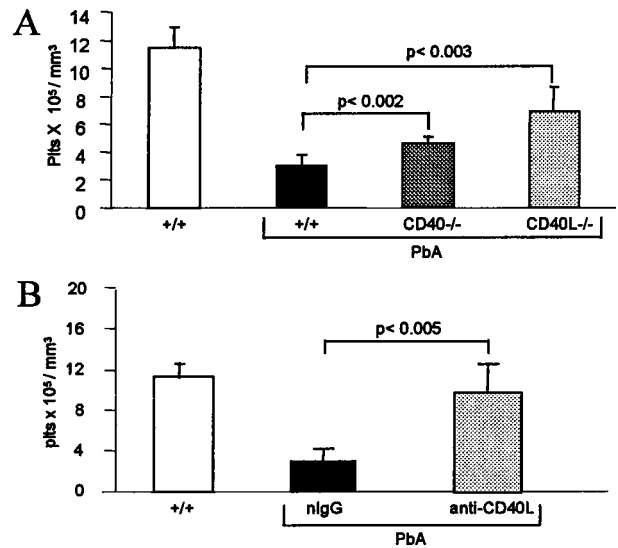 A
Plts X 10⁵/ mm³
14
12
10
8
6
4
2
0
p< 0.003
p< 0.002
+/+
+/+
CD40-/-
CD40L-/-
PbA
B
plts x 10⁵/ mm³
20
16
12
8
4
0
p< 0.005
+/+
nIgG
anti-CD40L
PbA